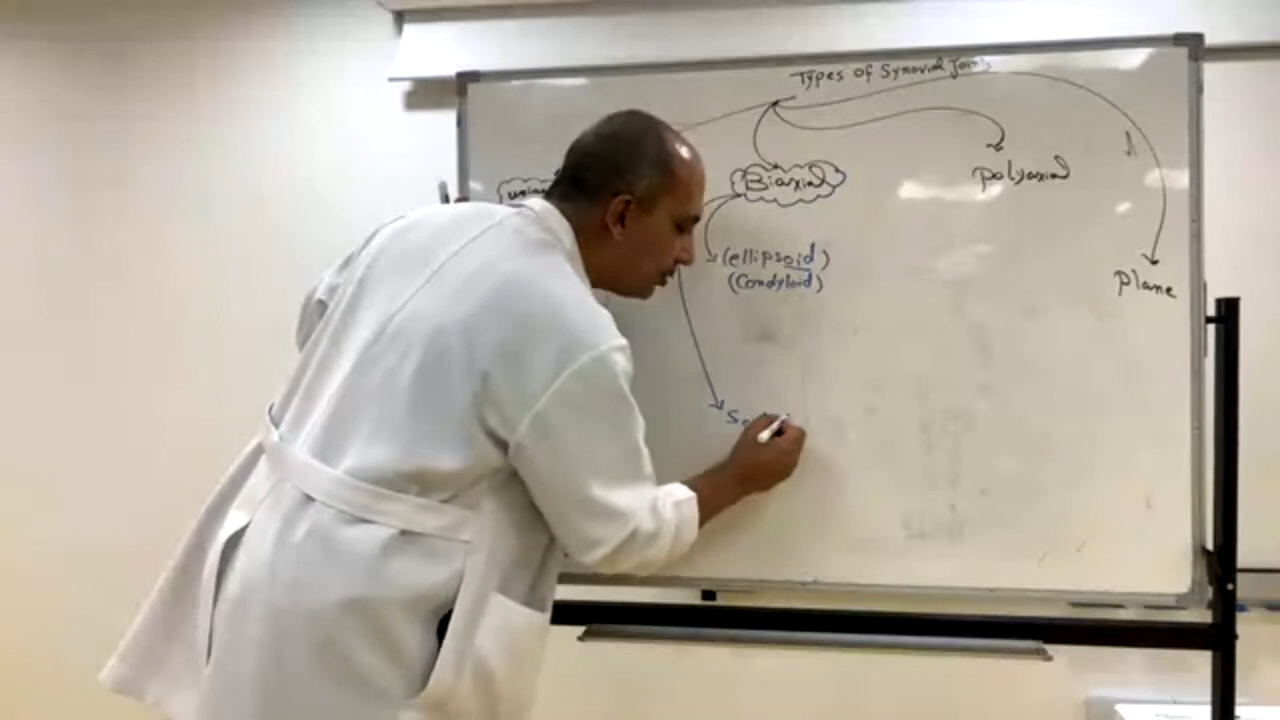 Types of Synovial Joints
Biaxial
polyaxial
(ellipsoid)
(Condyloid)
Plane